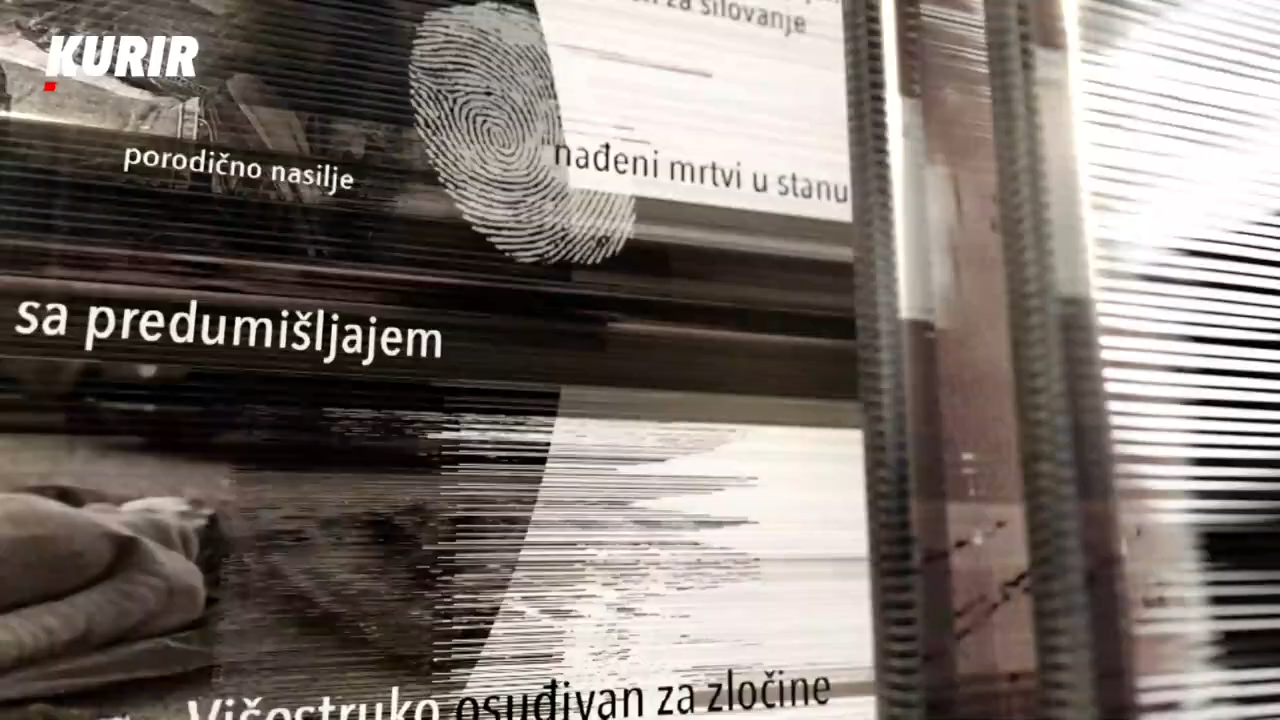 KURIR
za silovanje
porodično nasilje
nađeni mrtvi u stanu
sa predumišljajem
Višestruko osuđivan za zločine